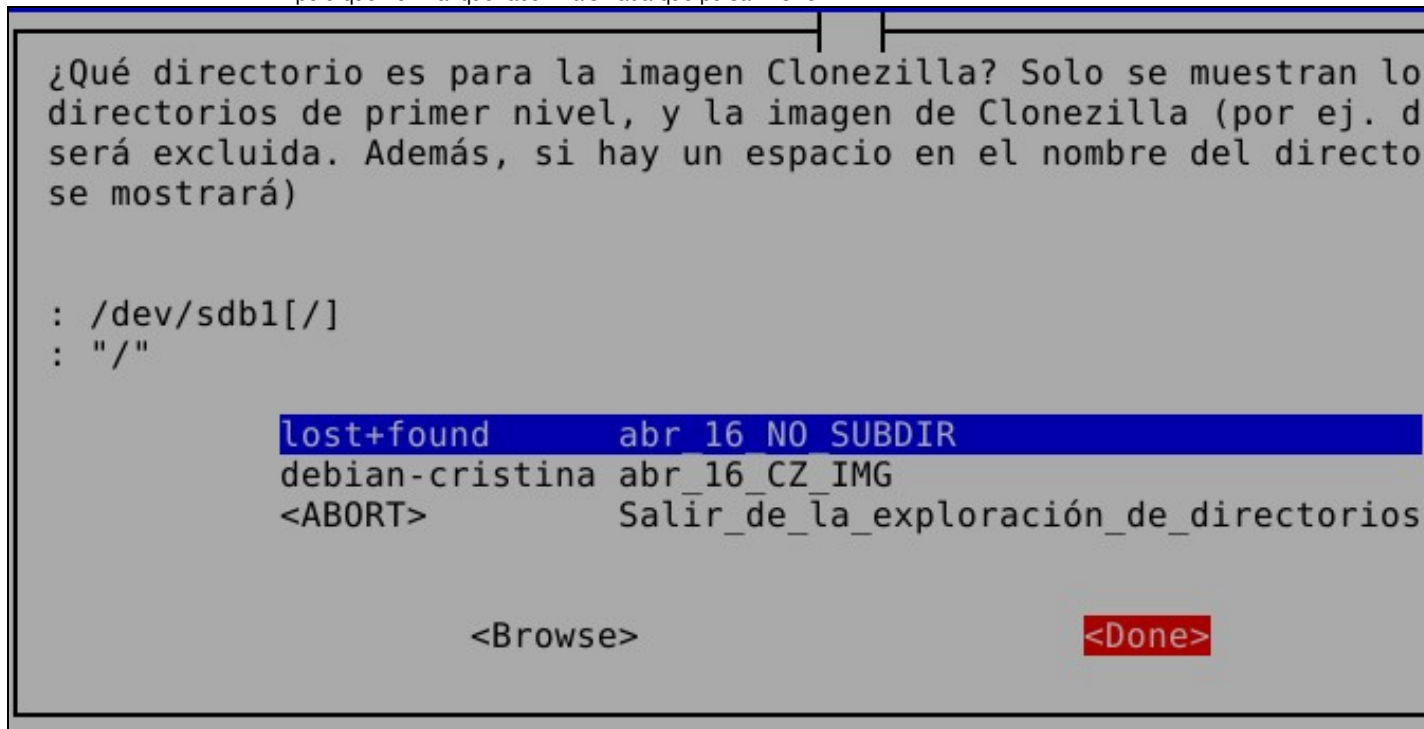 ¿Qué directorio es para la imagen Clonezilla? Solo se muestran lo
directorios de primer nivel, y la imagen de Clonezilla (por ej. d
será excluida. Además, si hay un espacio en el nombre del directo
se mostrará)
: /dev/sdb1[/]
: "/"
lost+found abr_16_NO_SUBDIR
debian-cristina abr_16_CZ_IMG
<ABORT> Salir_de_la_exploración_de_directorios
<Browse> <Done>